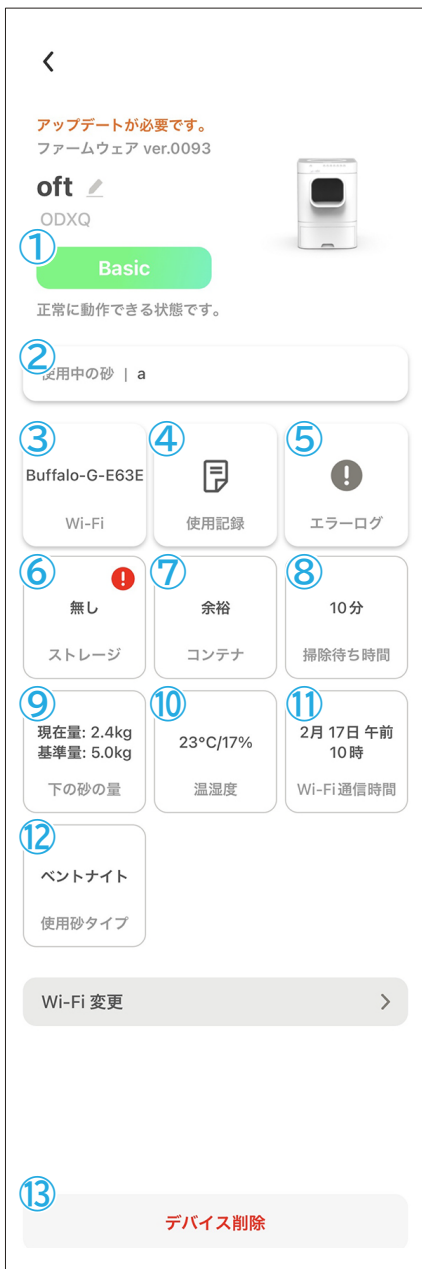 アップデートが必要です。
ファームウェア ver.0093
oft
ODXQ
①
Basic
正常に動作できる状態です。
②
使用中の砂 | a
③
Buffalo-G-E63E
Wi-Fi
④
使用記録
⑤
エラーログ
⑥
無し
ストレージ
⑦
余裕
コンテナ
⑧
10分
掃除待ち時間
⑨
現在量: 2.4kg
基準量: 5.0kg
下の砂の量
⑩
23°C/17%
温湿度
⑪
2月 17日 午前
10時
Wi-Fi通信時間
⑫
ベントナイト
使用砂タイプ
Wi-Fi 変更
⑬
デバイス削除